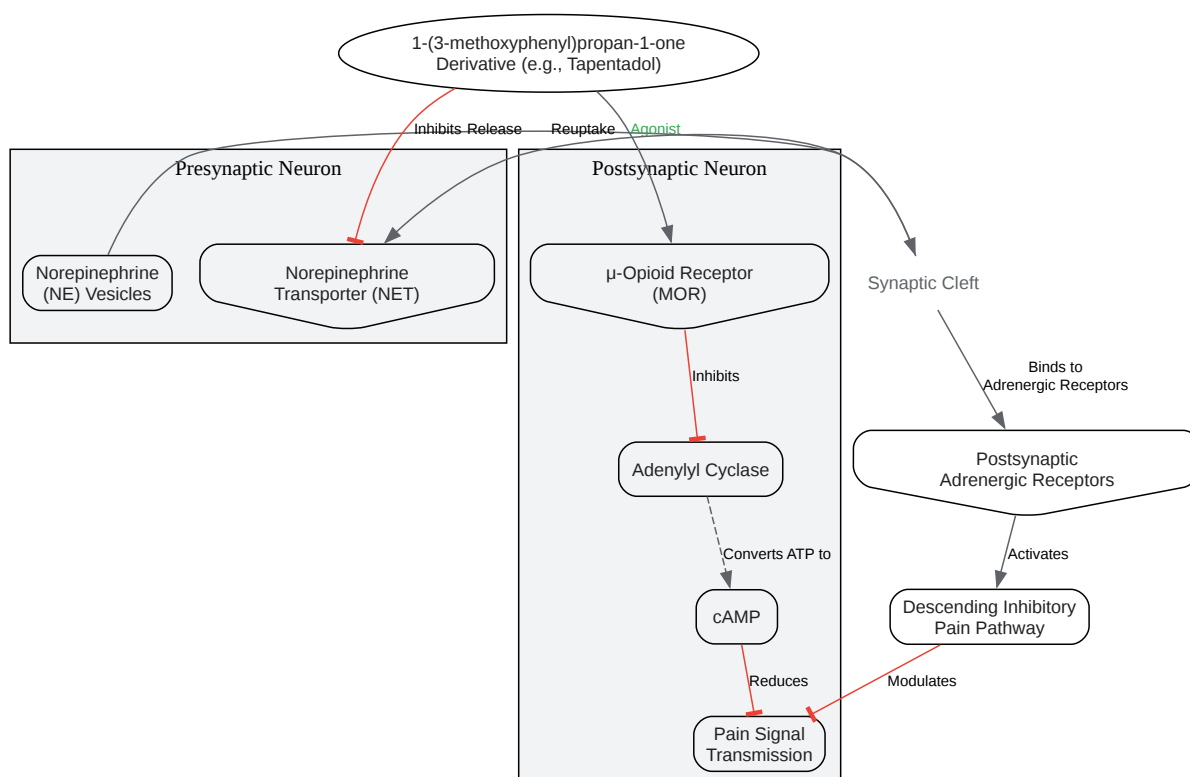 1-(3-methoxyphenyl)propan-1-one
Derivative (e.g., Tapentadol)
Inhibits
Release
Reuptake
Agonist
Presynaptic Neuron
Postsynaptic Neuron
Norepinephrine
(NE) Vesicles
Norepinephrine
Transporter (NET)
μ-Opioid Receptor
(MOR)
Synaptic Cleft
Inhibits
Binds to
Adrenergic Receptors
Adenylyl Cyclase
Postsynaptic
Adrenergic Receptors
Converts ATP to
Activates
cAMP
Descending Inhibitory
Pain Pathway
Reduces
Modulates
Pain Signal
Transmission